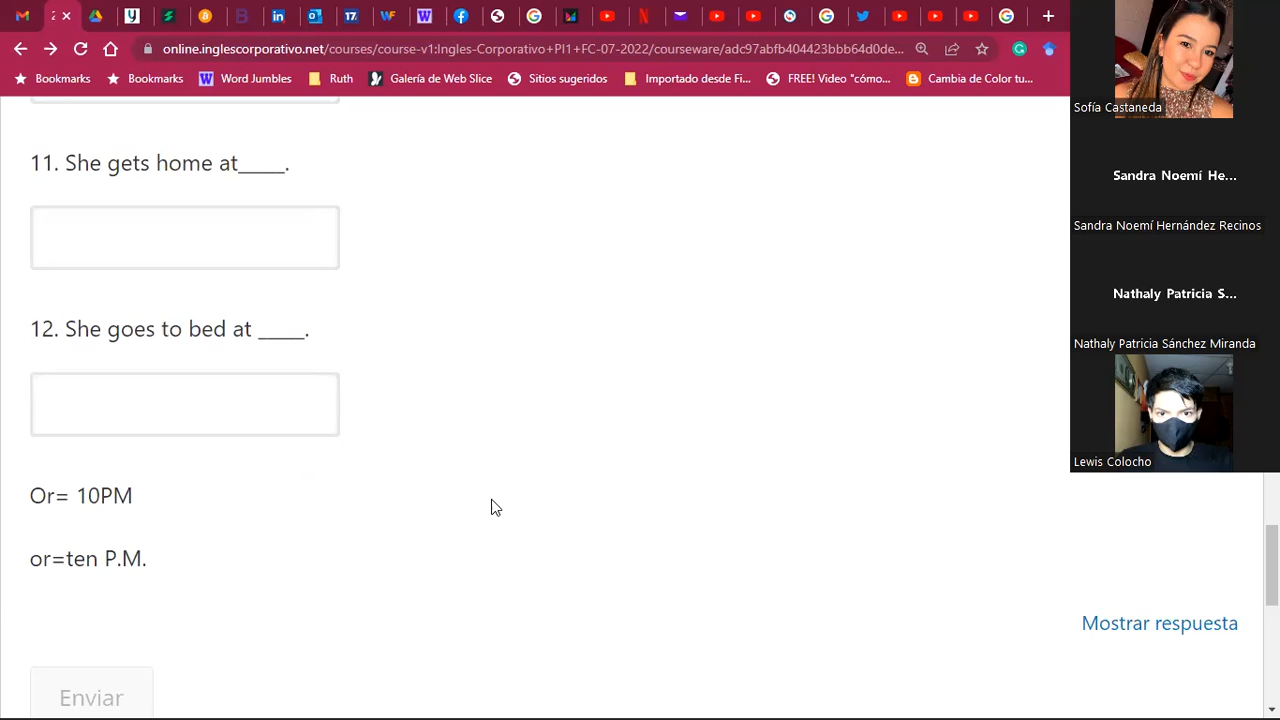 17.
online.inglescorporativo.net/courses/course-v1:Ingles-Corporativo+PI1+FC-07-2022/courseware/adc97abfb404423bbb64d0de...
Bookmarks Bookmarks Word Jumbles Ruth Galería de Web Slice Sitios sugeridos Importado desde Fi... FREE! Video "cómo... Cambia de Color tu...
Sofía Castaneda
11. She gets home at_____.
Sandra Noemí He...
Sandra Noemí Hernández Recinos
Nathaly Patricia S...
12. She goes to bed at _____.
Nathaly Patricia Sánchez Miranda
Lewis Colocho
Or= 10PM
or=ten P.M.
Mostrar respuesta
Enviar